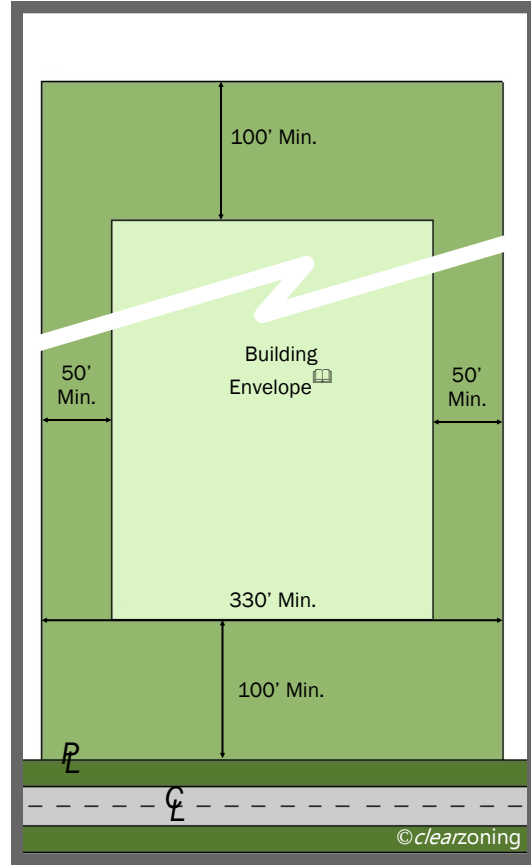 100’ Min.
Building
Envelope
50’
Min.
50’
Min.
330’ Min.
100’ Min.
PL
CL
©clearzoning